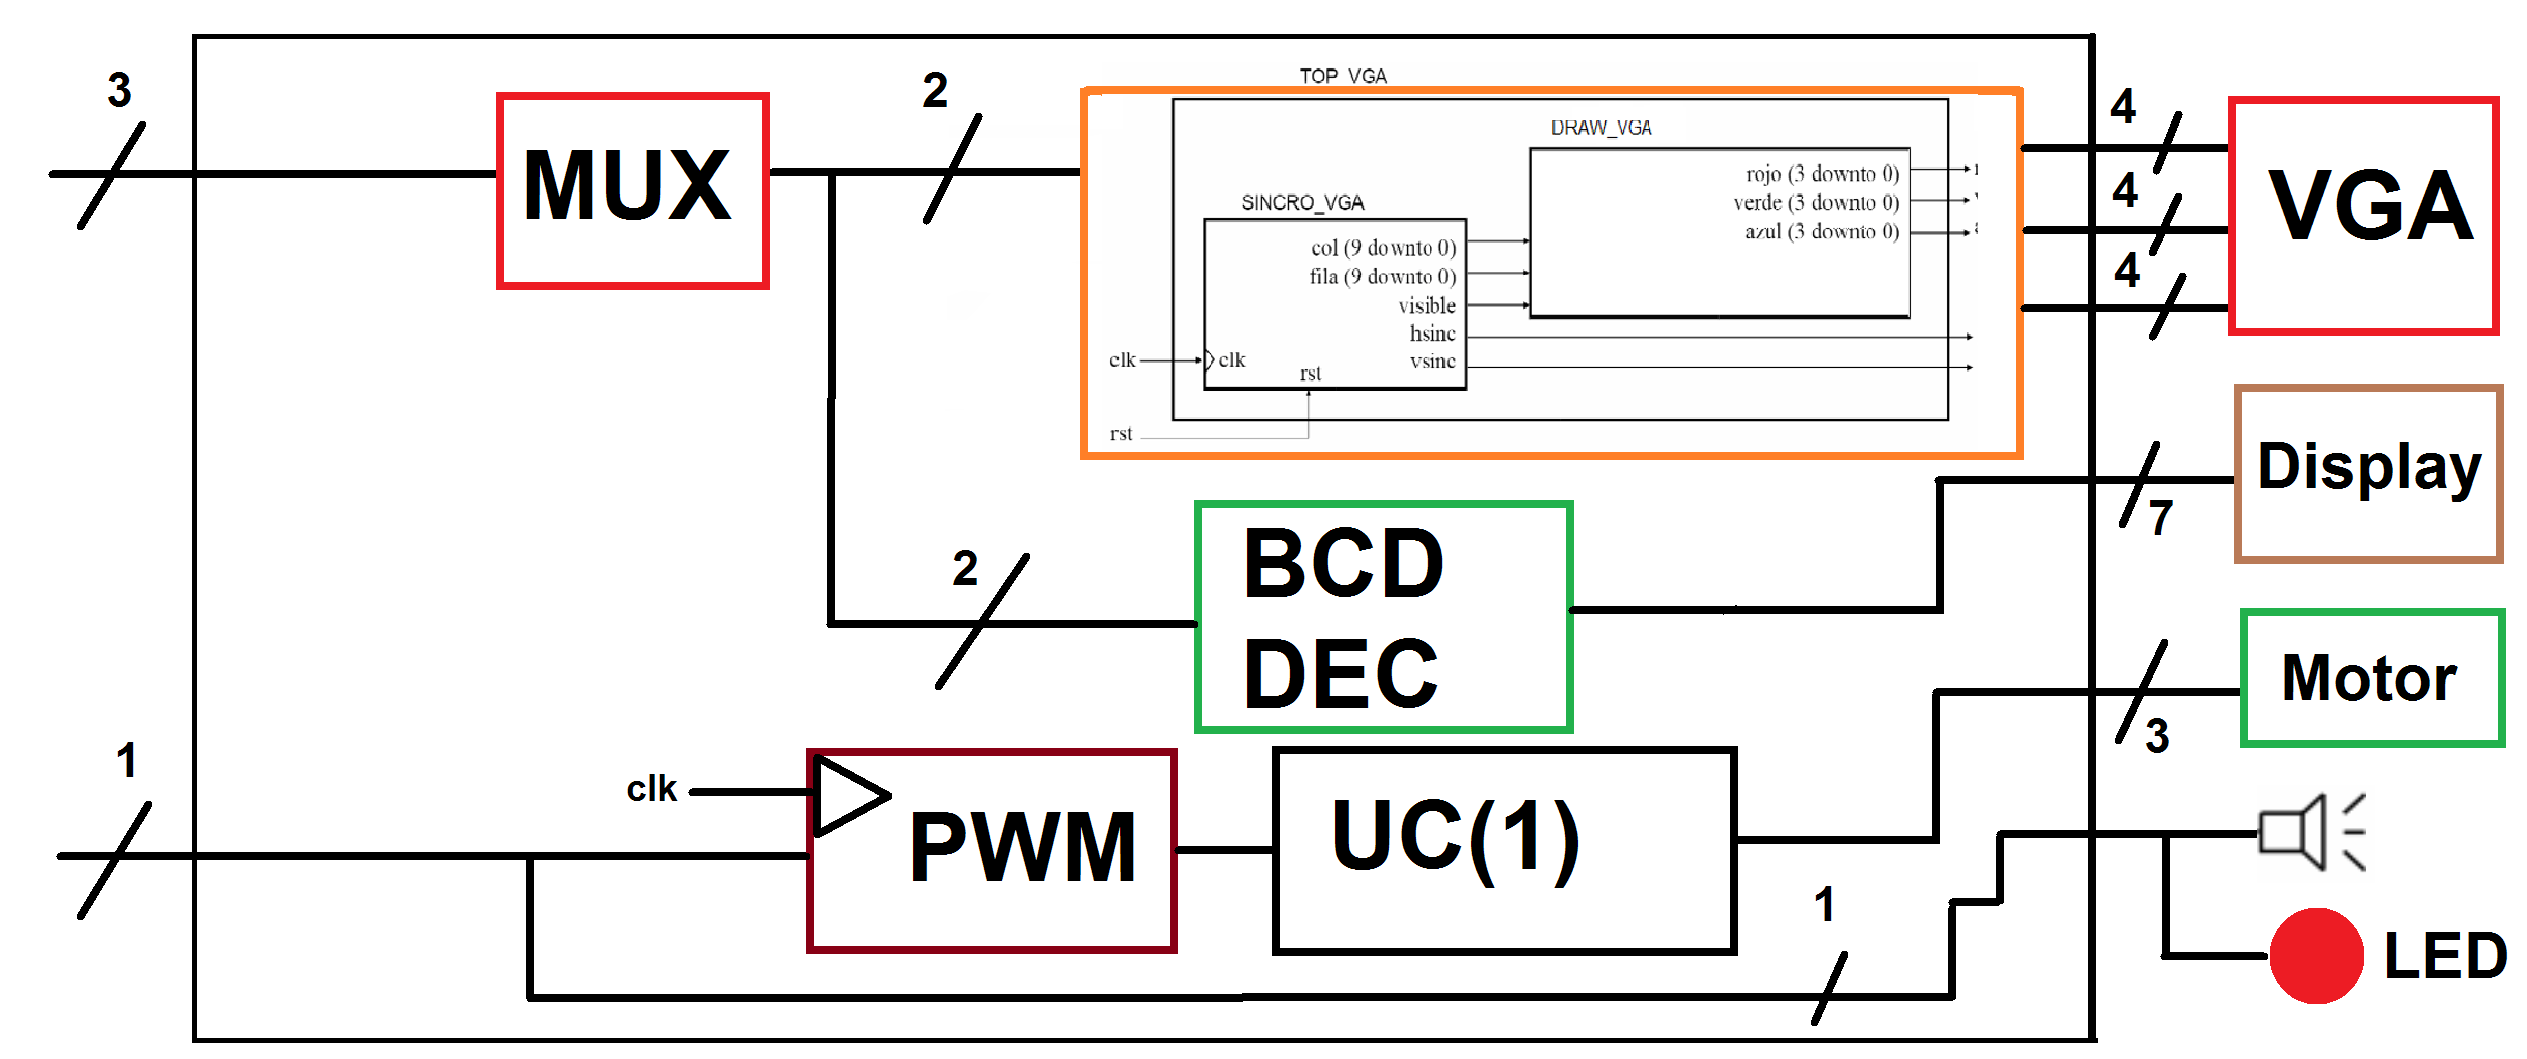 3
MUX
2
TOP_VGA
DRAW_VGA
rojo (3 downto 0)
verde (3 downto 0)
azul (3 downto 0)
SINCRO_VGA
col (9 downto 0)
fila (9 downto 0)
visible
hsinc
vsinc
clk
clk
rst
rst
4
4
4
VGA
2
BCD
DEC
7
Display
3
Motor
1
clk
PWM
UC(1)
1
LED